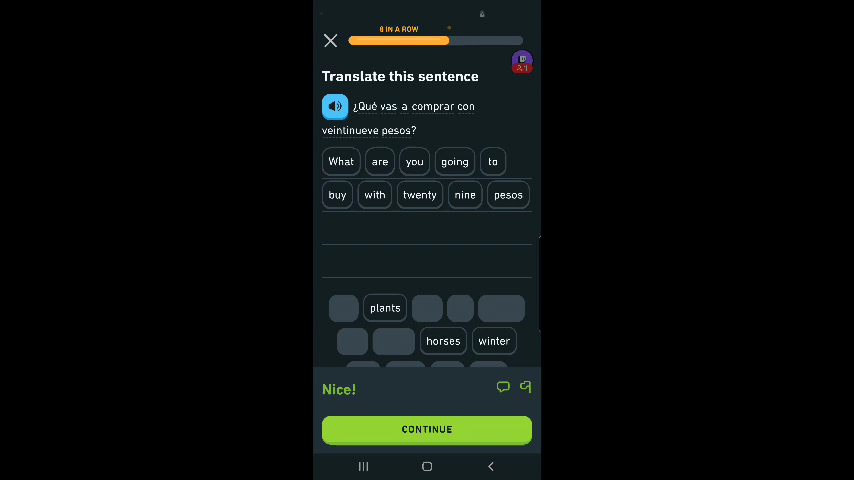 8 IN A ROW
Translate this sentence
¿Qué vas a comprar con
veintinueve pesos?
What are you going to
buy with twenty nine pesos
plants
horses winter
Nice!
CONTINUE